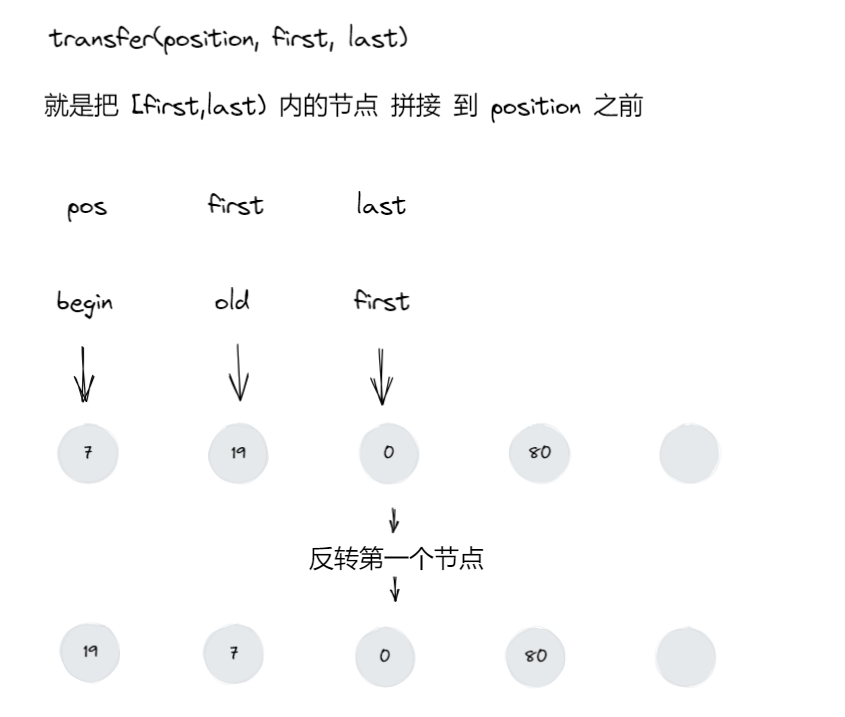 transfer(position, first, last)
就是把 [first,last) 内的节点 拼接 到 position 之前
pos first last
begin old first
7 19 0 80
反转第一个节点
19 7 0 80